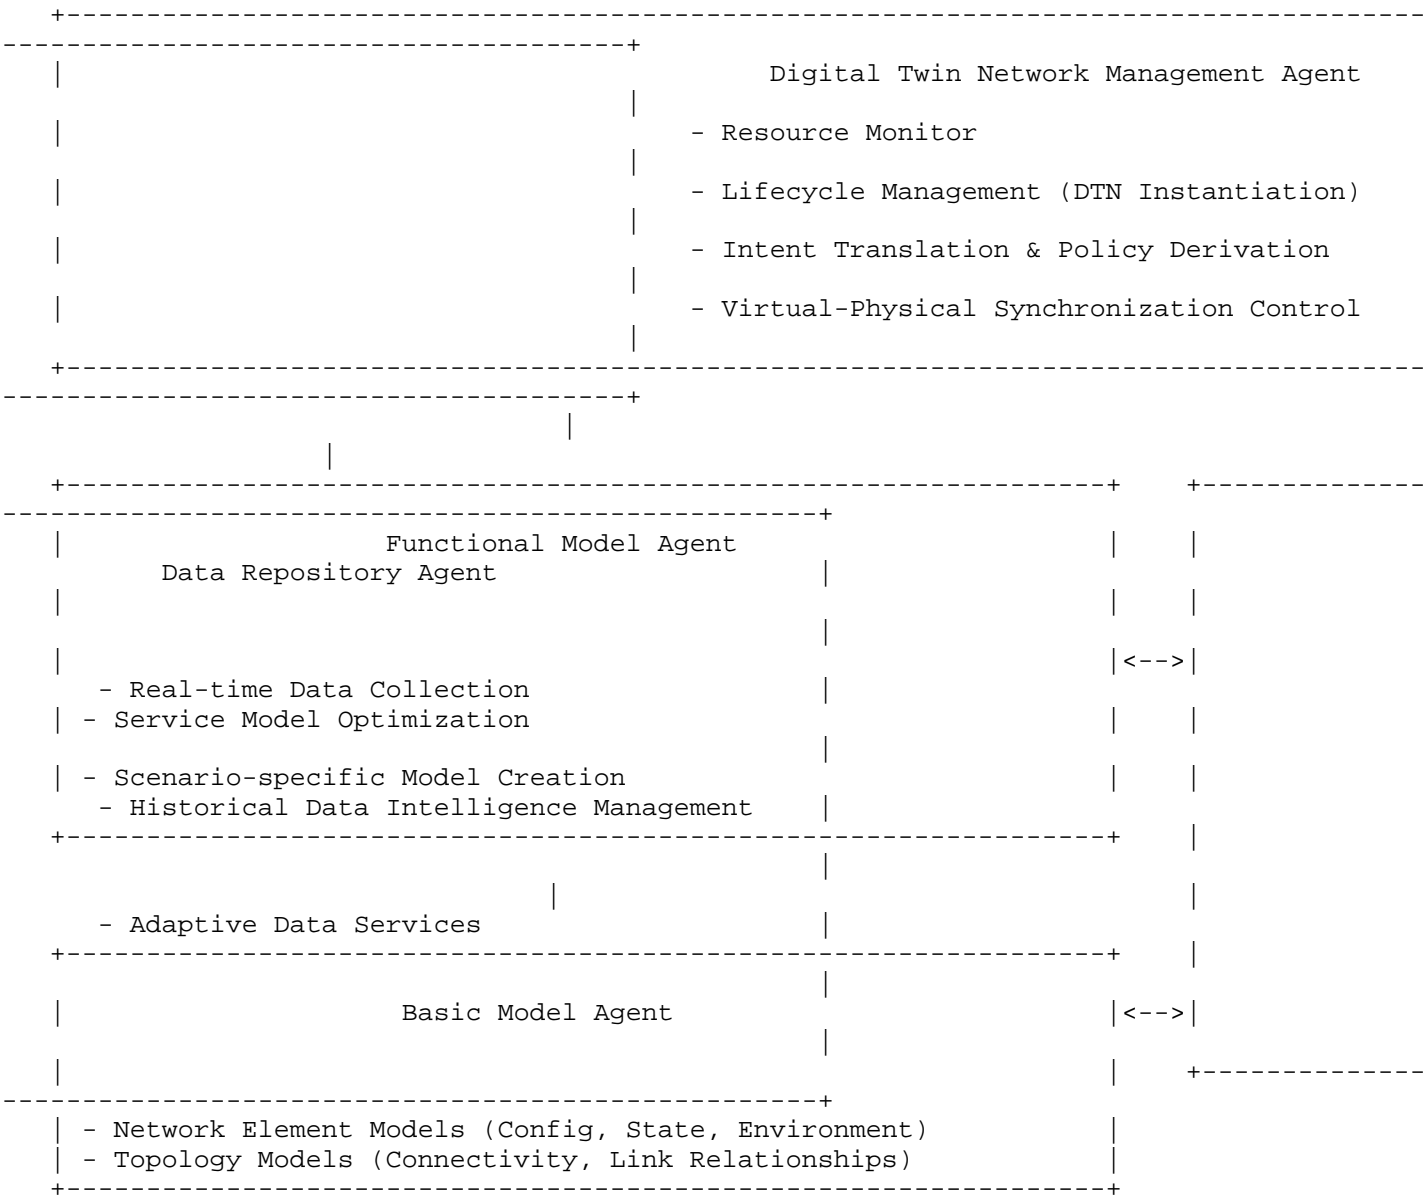 Digital Twin Network Management Agent
- Resource Monitor
- Lifecycle Management (DTN Instantiation)
- Intent Translation & Policy Derivation
- Virtual-Physical Synchronization Control
Functional Model Agent
Data Repository Agent
<-->
- Real-time Data Collection
- Service Model Optimization
- Scenario-specific Model Creation
- Historical Data Intelligence Management
- Adaptive Data Services
Basic Model Agent <-->
- Network Element Models (Config, State, Environment)
- Topology Models (Connectivity, Link Relationships)